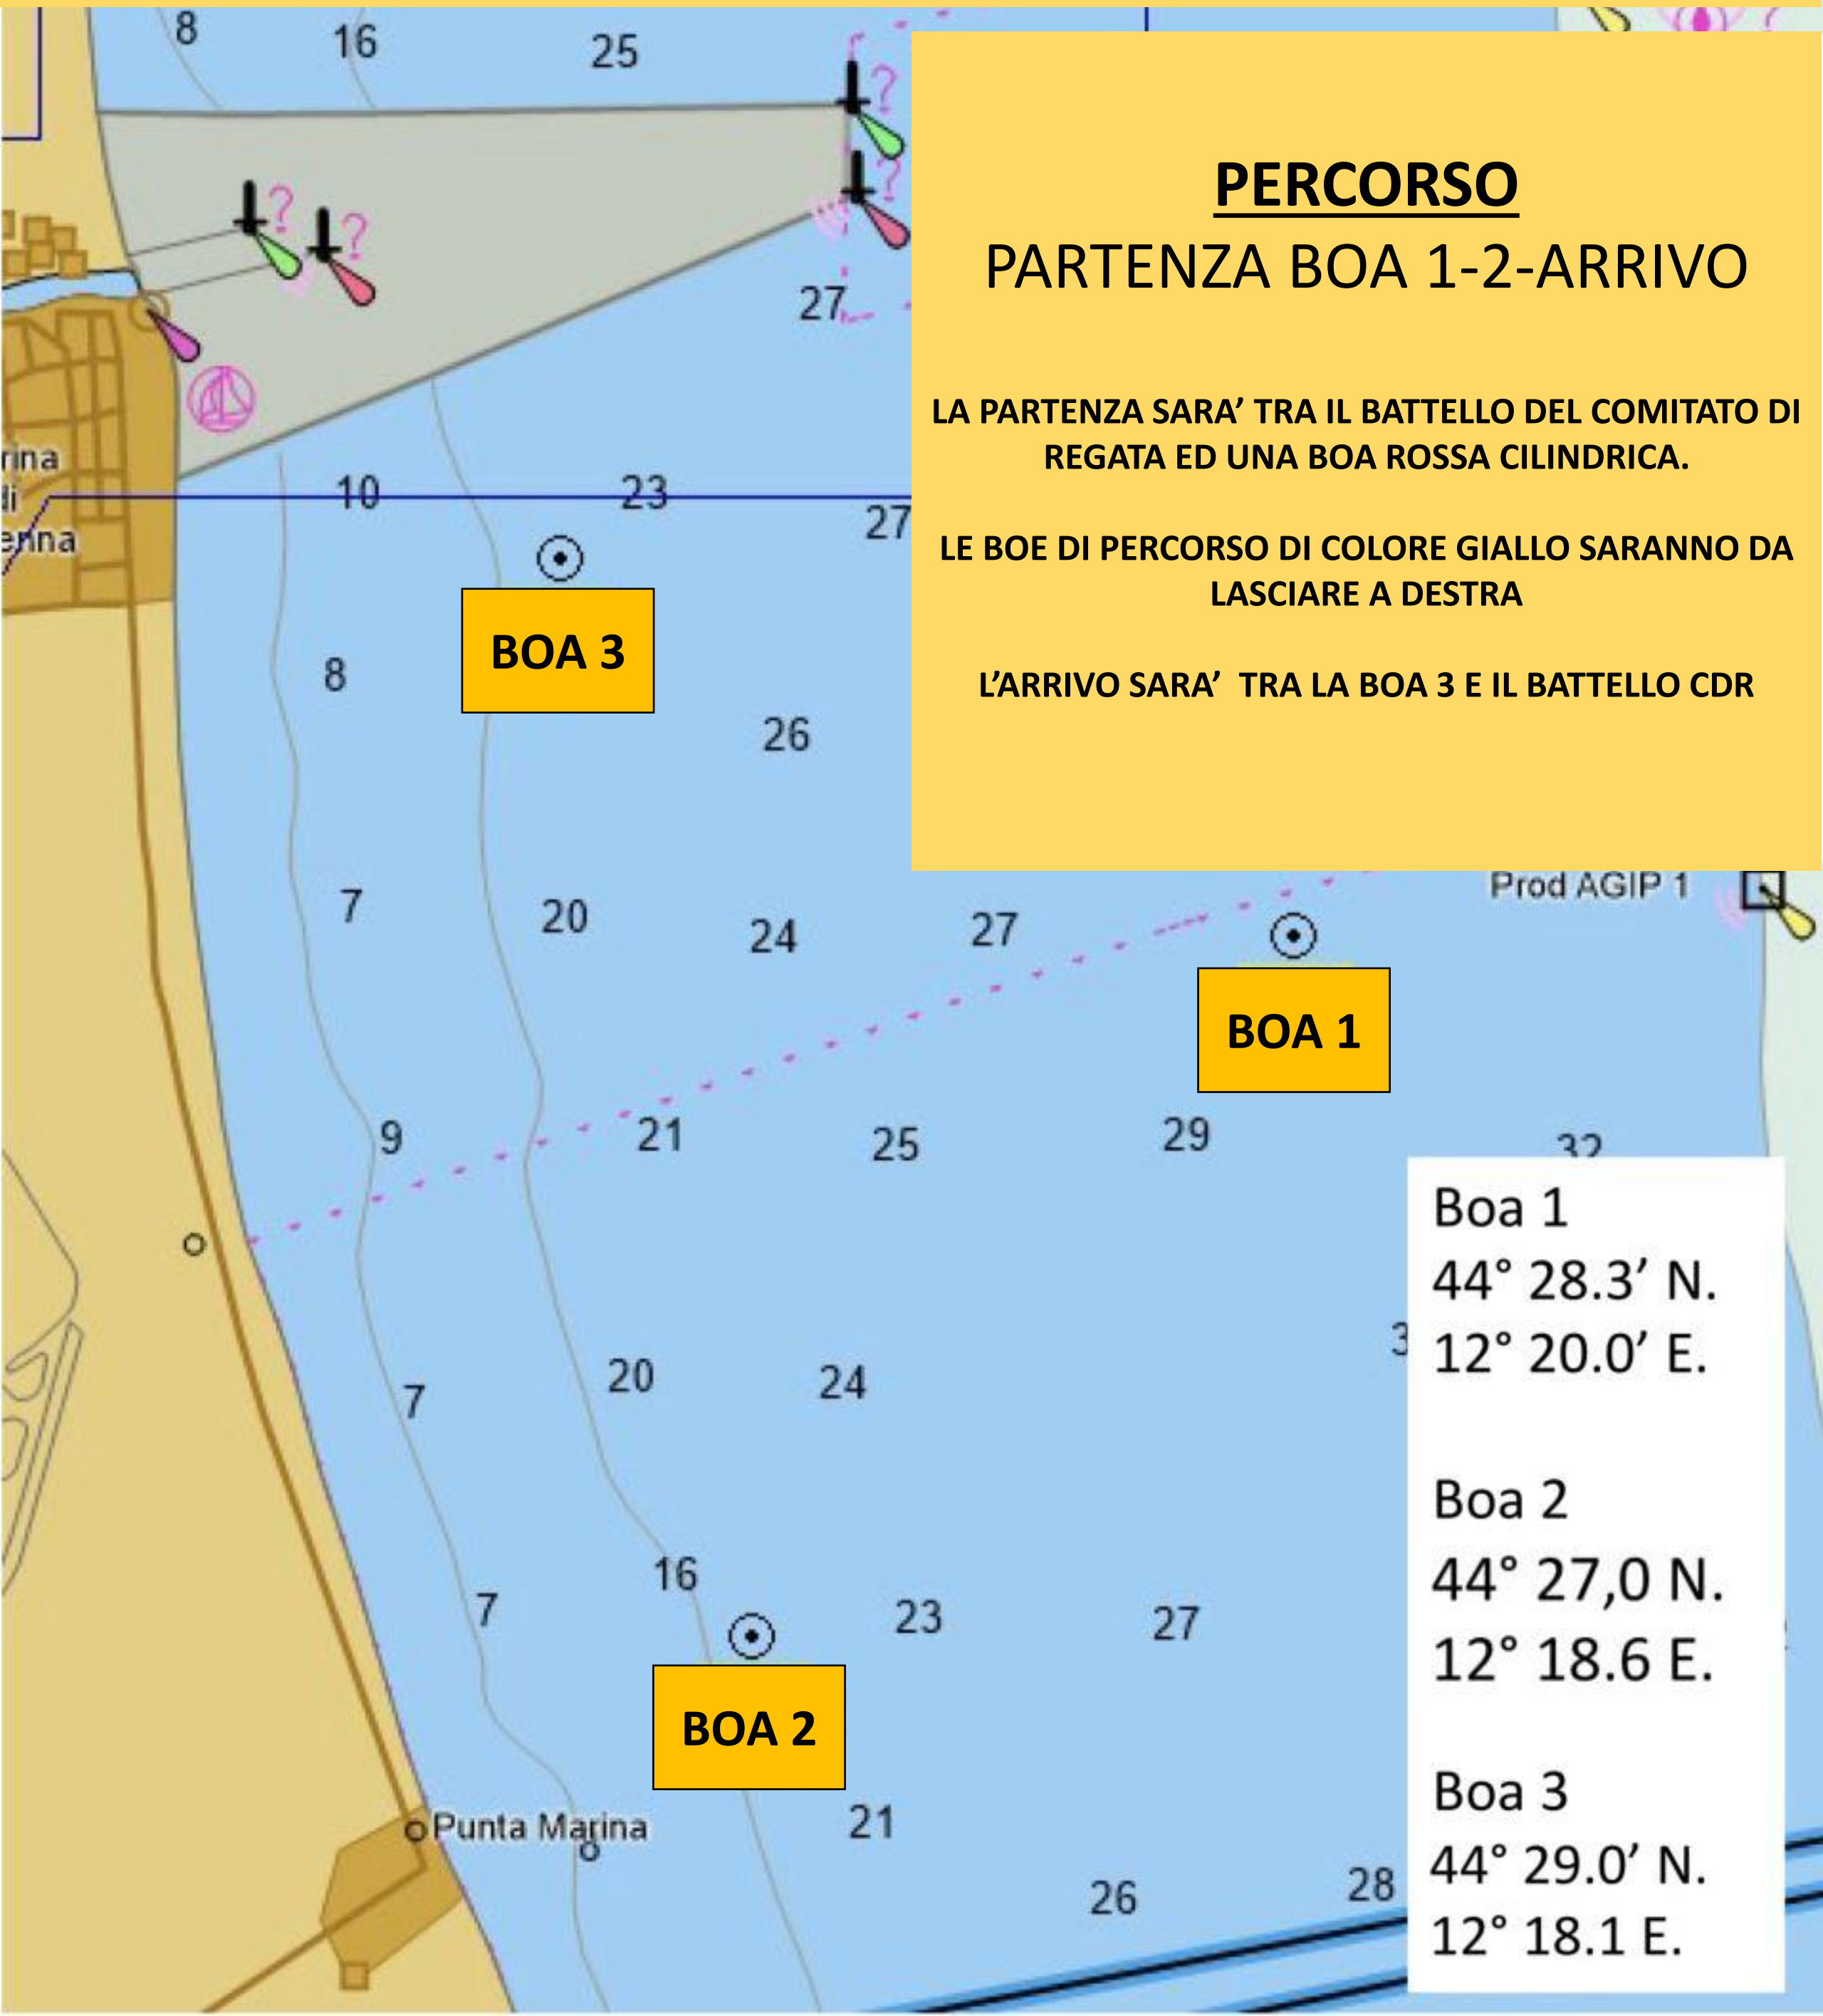 8
16
25
?
?
?
?
27
PERCORSO
PARTENZA BOA 1-2-ARRIVO
LA PARTENZA SARA’ TRA IL BATTELLO DEL COMITATO DI
REGATA ED UNA BOA ROSSA CILINDRICA.
LE BOE DI PERCORSO DI COLORE GIALLO SARANNO DA
LASCIARE A DESTRA
L’ARRIVO SARA’ TRA LA BOA 3 E IL BATTELLO CDR
rina
di
enna
10
23
27
BOA 3
8
26
Prod AGIP 1
7
20
24
27
BOA 1
9
21
25
29
32
7
20
24
3
7
16
23
27
BOA 2
Punta Marina
21
26
28
Boa 1
44° 28.3’ N.
12° 20.0’ E.
Boa 2
44° 27,0 N.
12° 18.6 E.
Boa 3
44° 29.0’ N.
12° 18.1 E.